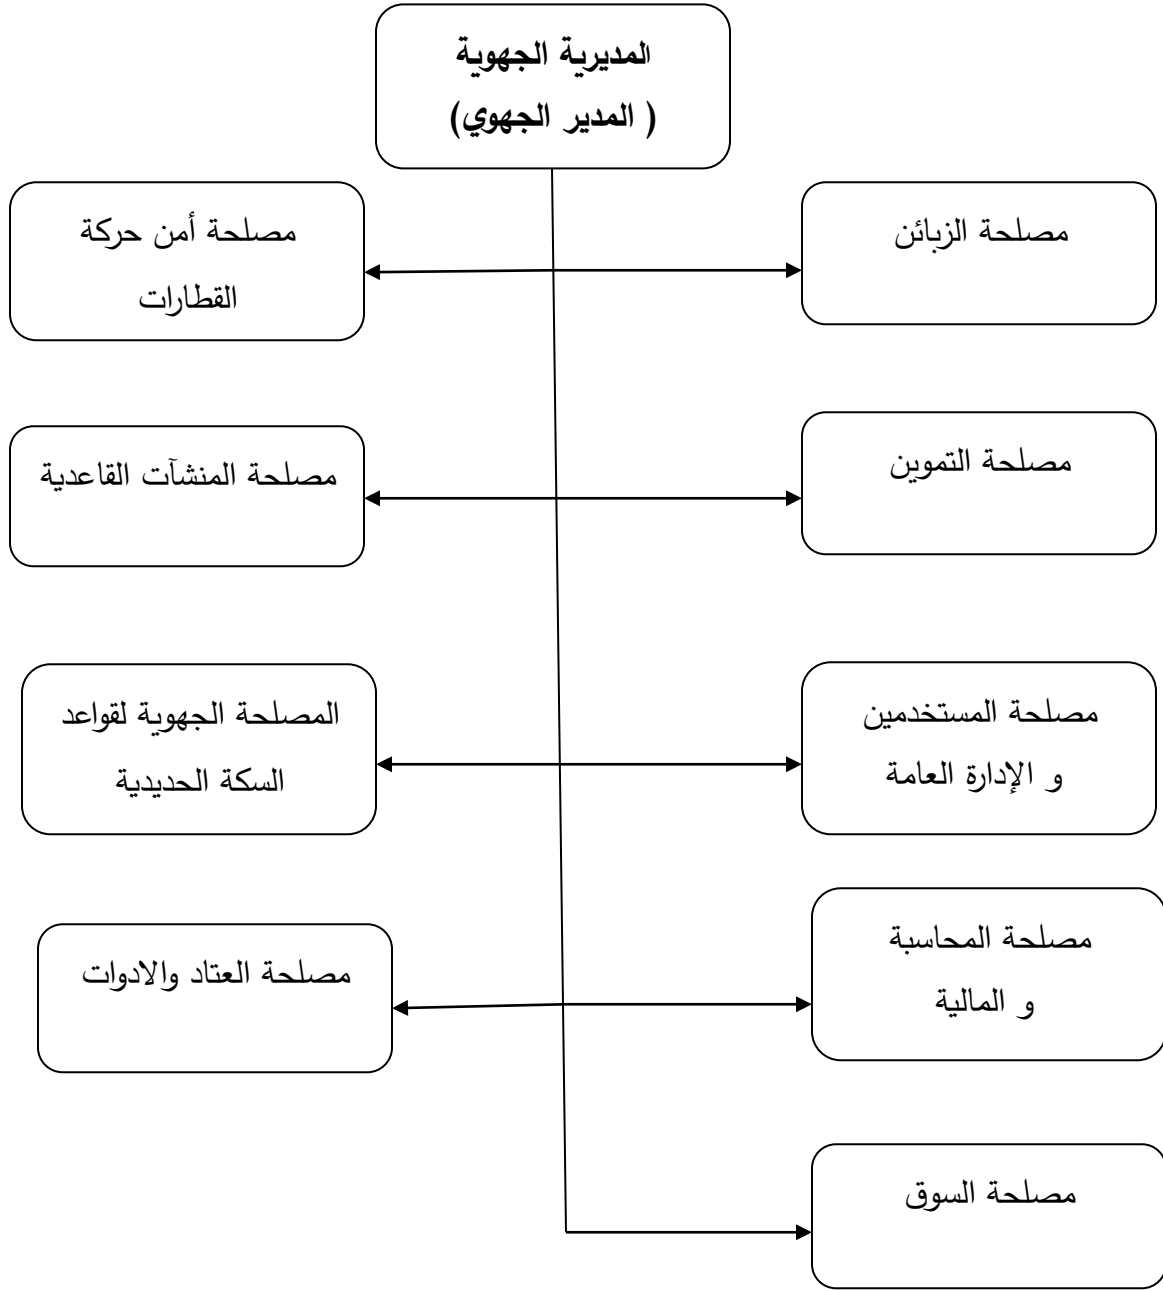 المديرية الجهوية
( المدير الجهوي)
مصلحة الزبائن
مصلحة أمن حركة
القطارات
مصلحة التموين
مصلحة المنشآت القاعدية
مصلحة المستخدمين
و الإدارة العامة
المصلحة الجهوية لقواعد
السكة الحديدية
مصلحة المحاسبة
و المالية
مصلحة العتاد والادوات
مصلحة السوق